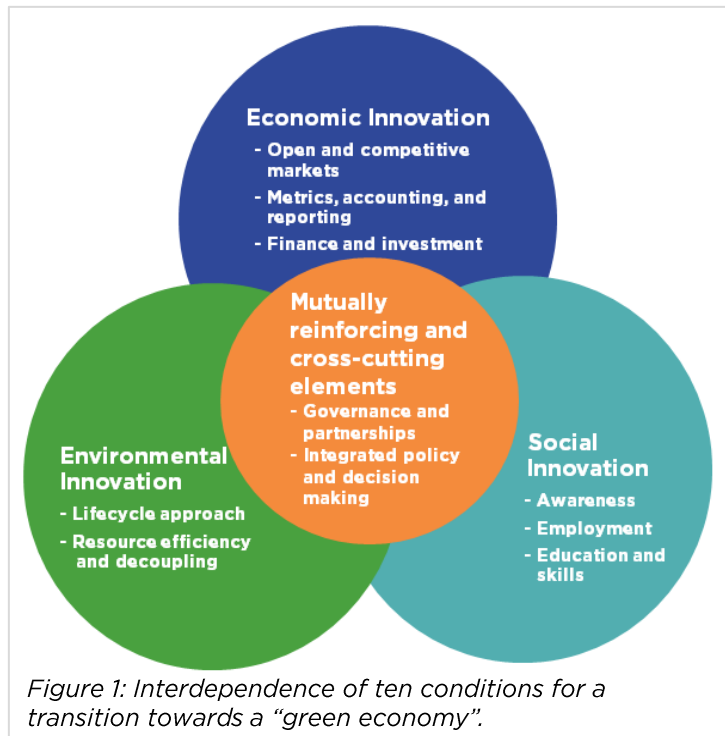 Economic Innovation
- Open and competitive
markets
- Metrics, accounting, and
reporting
- Finance and investment
Mutually
reinforcing and
cross-cutting
elements
- Governance and
partnerships
- Integrated policy
and decision
making
Environmental
Innovation
- Lifecycle approach
- Resource efficiency
and decoupling
Social
Innovation
- Awareness
- Employment
- Education and
skills
Figure 1: Interdependence of ten conditions for a
transition towards a “green economy”.